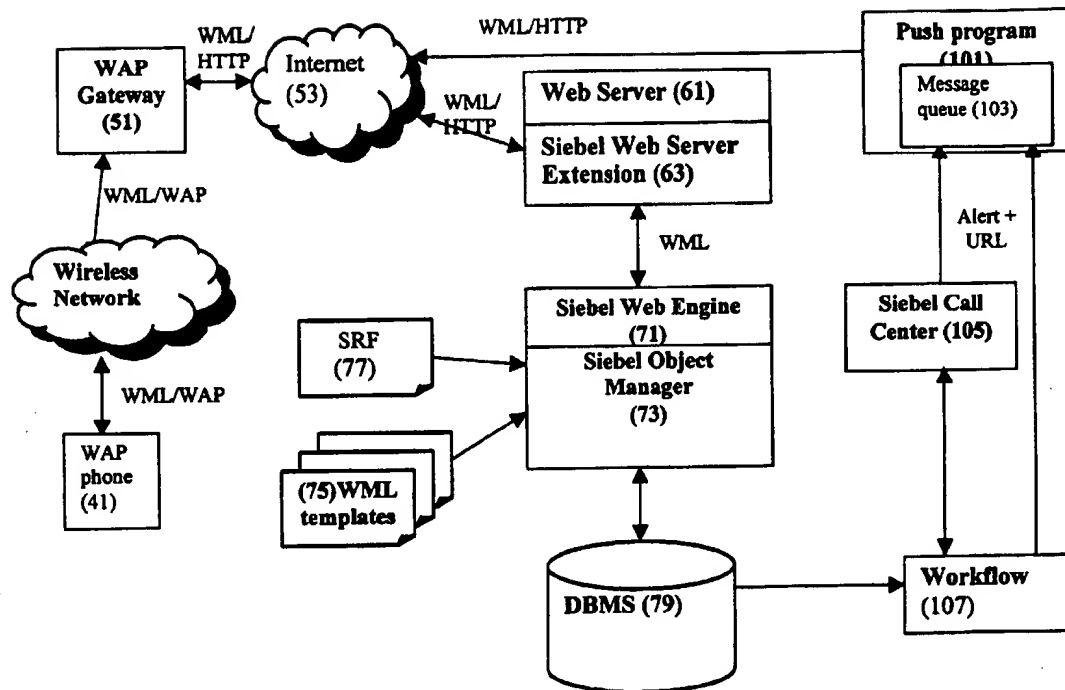 WML/
HTTP
WML/HTTP
Push program
(101)
Message
queue (103)
WAP
Gateway
(51)
Internet
(53)
WML/
HTTP
Web Server (61)
Siebel Web Server
Extension (63)
WML/WAP
WML
Alert +
URL
Wireless
Network
Siebel Web Engine
(71)
Siebel Object
Manager
(73)
Siebel Call
Center (105)
SRF
(77)
WML/WAP
WAP
phone
(41)
(75)WML
templates
DBMS (79)
Workflow
(107)